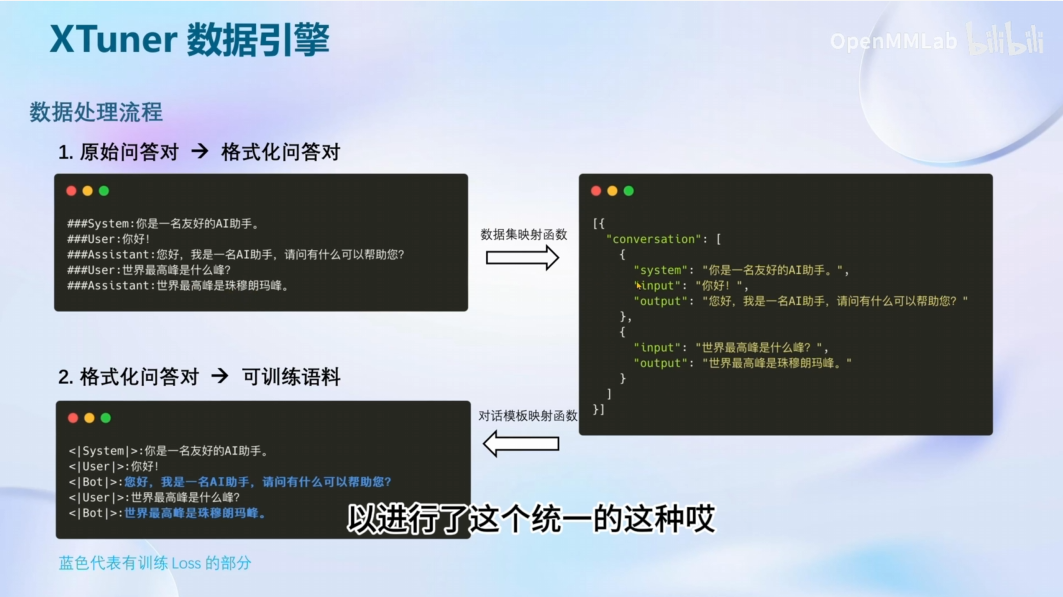 XTuner 数据引擎
OpenMMLab bilibili
数据处理流程
1. 原始问答对 → 格式化问答对
###System:你是一名友好的AI助手。
###User:你好!
###Assistant:您好，我是一名AI助手，请问有什么可以帮助您?
###User:世界最高峰是什么峰?
###Assistant:世界最高峰是珠穆朗玛峰。
数据集映射函数
[{
"conversation": [
{
"system": "你是一名友好的AI助手。",
"input": "你好! ",
"output": "您好，我是一名AI助手，请问有什么可以帮助您? "
},
{
"input": "世界最高峰是什么峰? ",
"output": "世界最高峰是珠穆朗玛峰。"
}
]
}]
2. 格式化问答对 → 可训练语料
对话模板映射函数
<|System|>:你是一名友好的AI助手。
<|User|>:你好!
<|Bot|>:您好，我是一名AI助手，请问有什么可以帮助您?
<|User|>:世界最高峰是什么峰?
<|Bot|>:世界最高峰是珠穆朗玛峰。
以进行了这个统一的这种哎
蓝色代表有训练 Loss 的部分